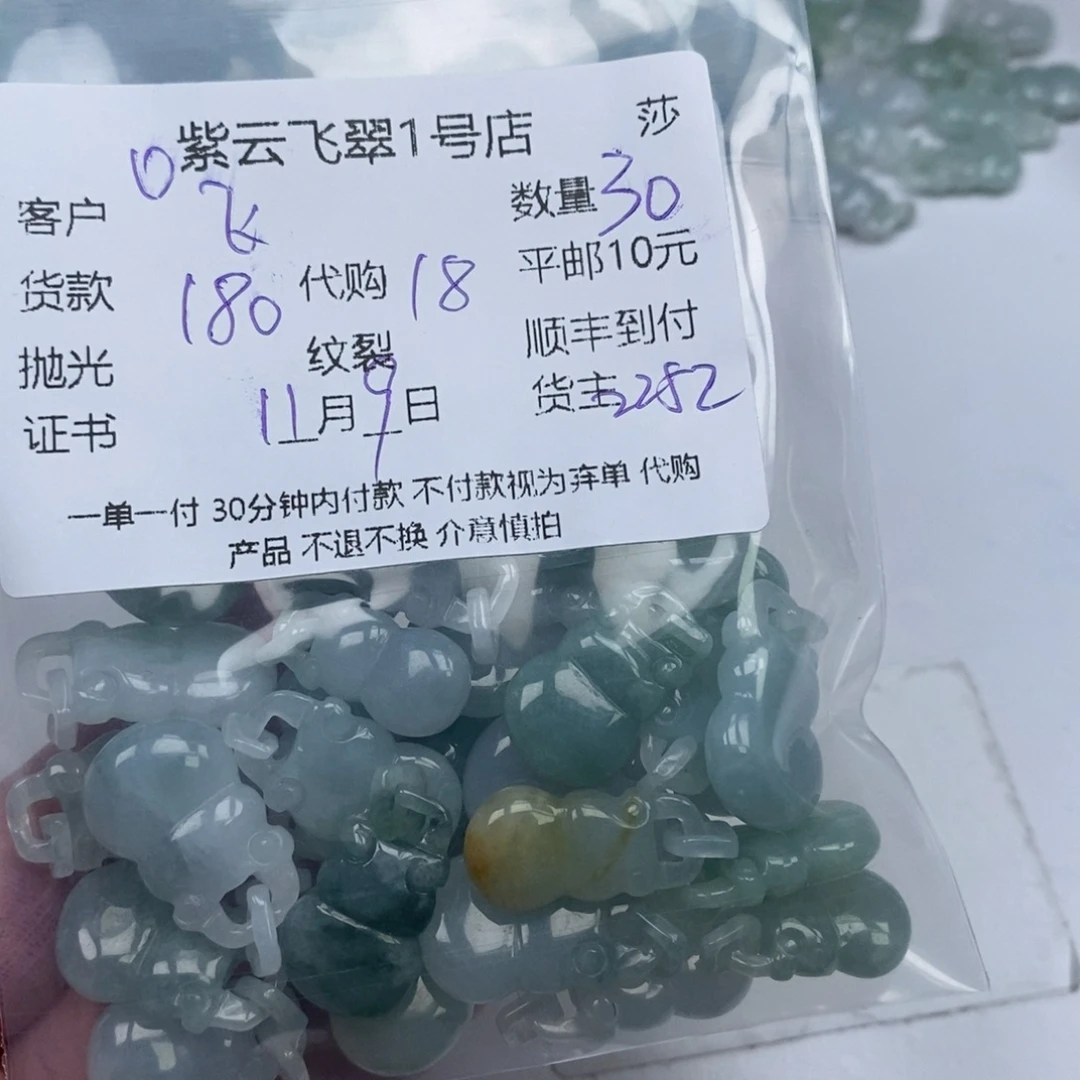 紫云飞翠1号店 莎
客户 0飞 数量 30
货款 180 代购 18 平邮10元
抛光 纹裂 顺丰到付
证书 11月9日 货主 2252
一单一付 30分钟内付款 不付款视为弃单 代购
产品 不退不换 介意慎拍